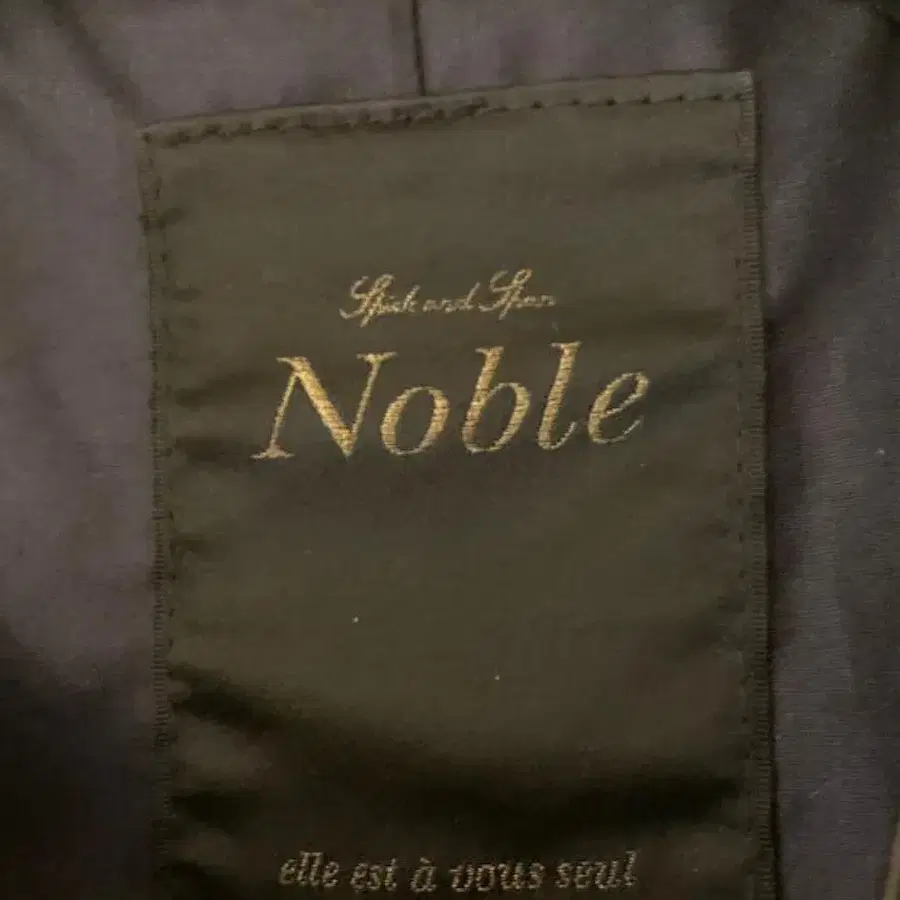 Spick and Span
Noble
elle est à vous seul